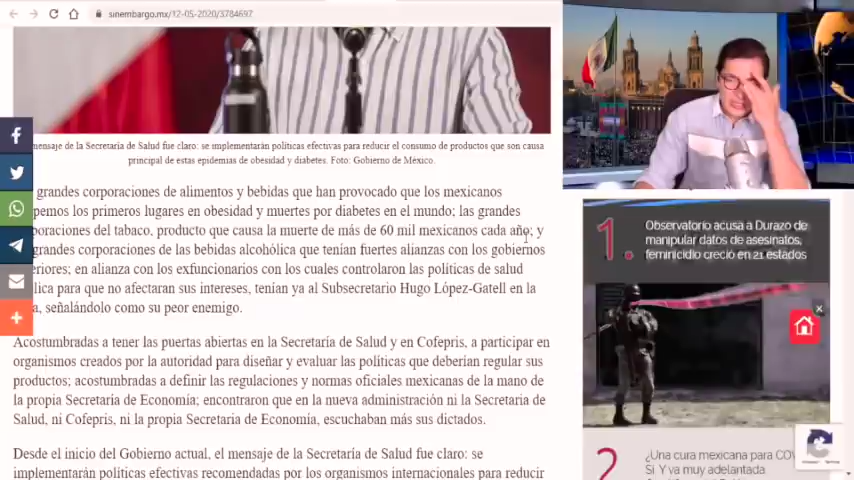 sinembargo.mx/12-05-2020/3784697
mensaje de la Secretaría de Salud fue claro: se implementarán políticas efectivas para reducir el consumo de productos que son causa
principal de estas epidemias de obesidad y diabetes. Foto: Gobierno de México.
grandes corporaciones de alimentos y bebidas que han provocado que los mexicanos
pemos los primeros lugares en obesidad y muertes por diabetes en el mundo; las grandes
poraciones del tabaco, producto que causa la muerte de más de 60 mil mexicanos cada año; y
grandes corporaciones de las bebidas alcohólica que tenían fuertes alianzas con los gobiernos
eriores; en alianza con los exfuncionarios con los cuales controlaron las políticas de salud
lica para que no afectaran sus intereses, tenían ya al Subsecretario Hugo López-Gatell en la
a, señalándolo como su peor enemigo.
Acostumbradas a tener las puertas abiertas en la Secretaría de Salud y en Cofepris, a participar en
organismos creados por la autoridad para diseñar y evaluar las políticas que deberían regular sus
productos; acostumbradas a definir las regulaciones y normas oficiales mexicanas de la mano de
la propia Secretaría de Economía; encontraron que en la nueva administración ni la Secretaría de
Salud, ni Cofepris, ni la propia Secretaría de Economía, escuchaban más sus dictados.
Desde el inicio del Gobierno actual, el mensaje de la Secretaría de Salud fue claro: se
implementarán políticas efectivas recomendadas por los organismos internacionales para reducir
1. Observatorio acusa a Durazo de
manipular datos de asesinatos,
feminicidio creció en 21 estados
2 ¿Una cura mexicana para COV
Sí. Y va muy adelantada